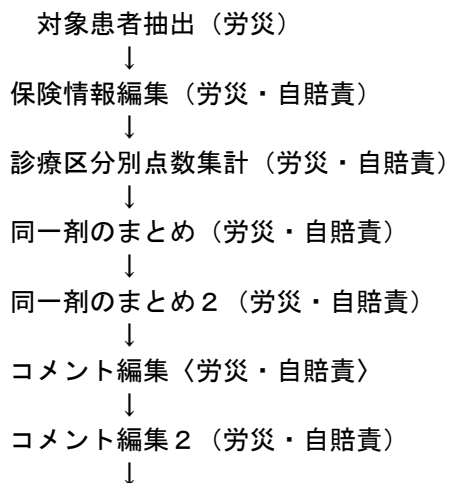 対象患者抽出（労災）
↓
保険情報編集（労災・自賠責）
↓
診療区分別点数集計（労災・自賠責）
↓
同一剤のまとめ（労災・自賠責）
↓
同一剤のまとめ２（労災・自賠責）
↓
コメント編集〈労災・自賠責〉
↓
コメント編集２（労災・自賠責）
↓